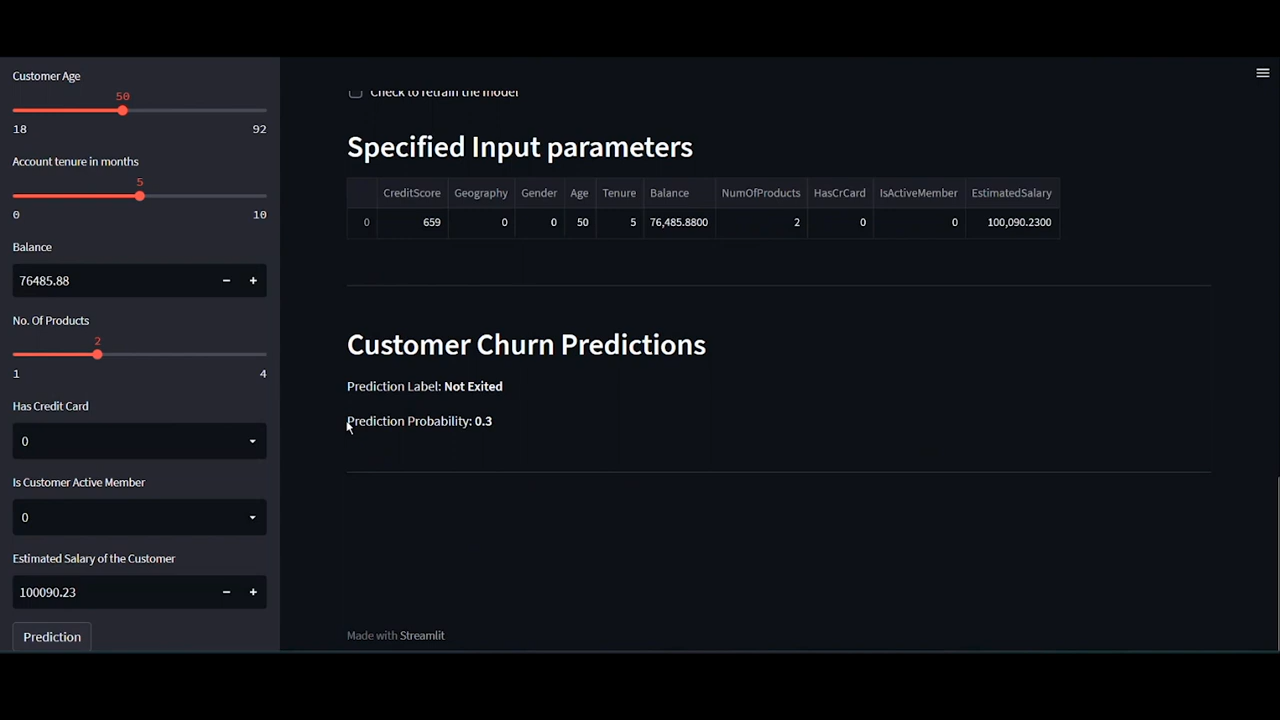 Customer Age
50
18 92
Account tenure in months
5
0 10
Balance
76485.88 − +
No. Of Products
2
1 4
Has Credit Card
0
Is Customer Active Member
0
Estimated Salary of the Customer
100090.23 − +
Prediction
Check to retrain the model
Specified Input parameters
CreditScore Geography Gender Age Tenure Balance NumOfProducts HasCrCard IsActiveMember EstimatedSalary
0 659 0 0 50 5 76,485.8800 2 0 0 100,090.2300
Customer Churn Predictions
Prediction Label: Not Exited
Prediction Probability: 0.3
Made with Streamlit